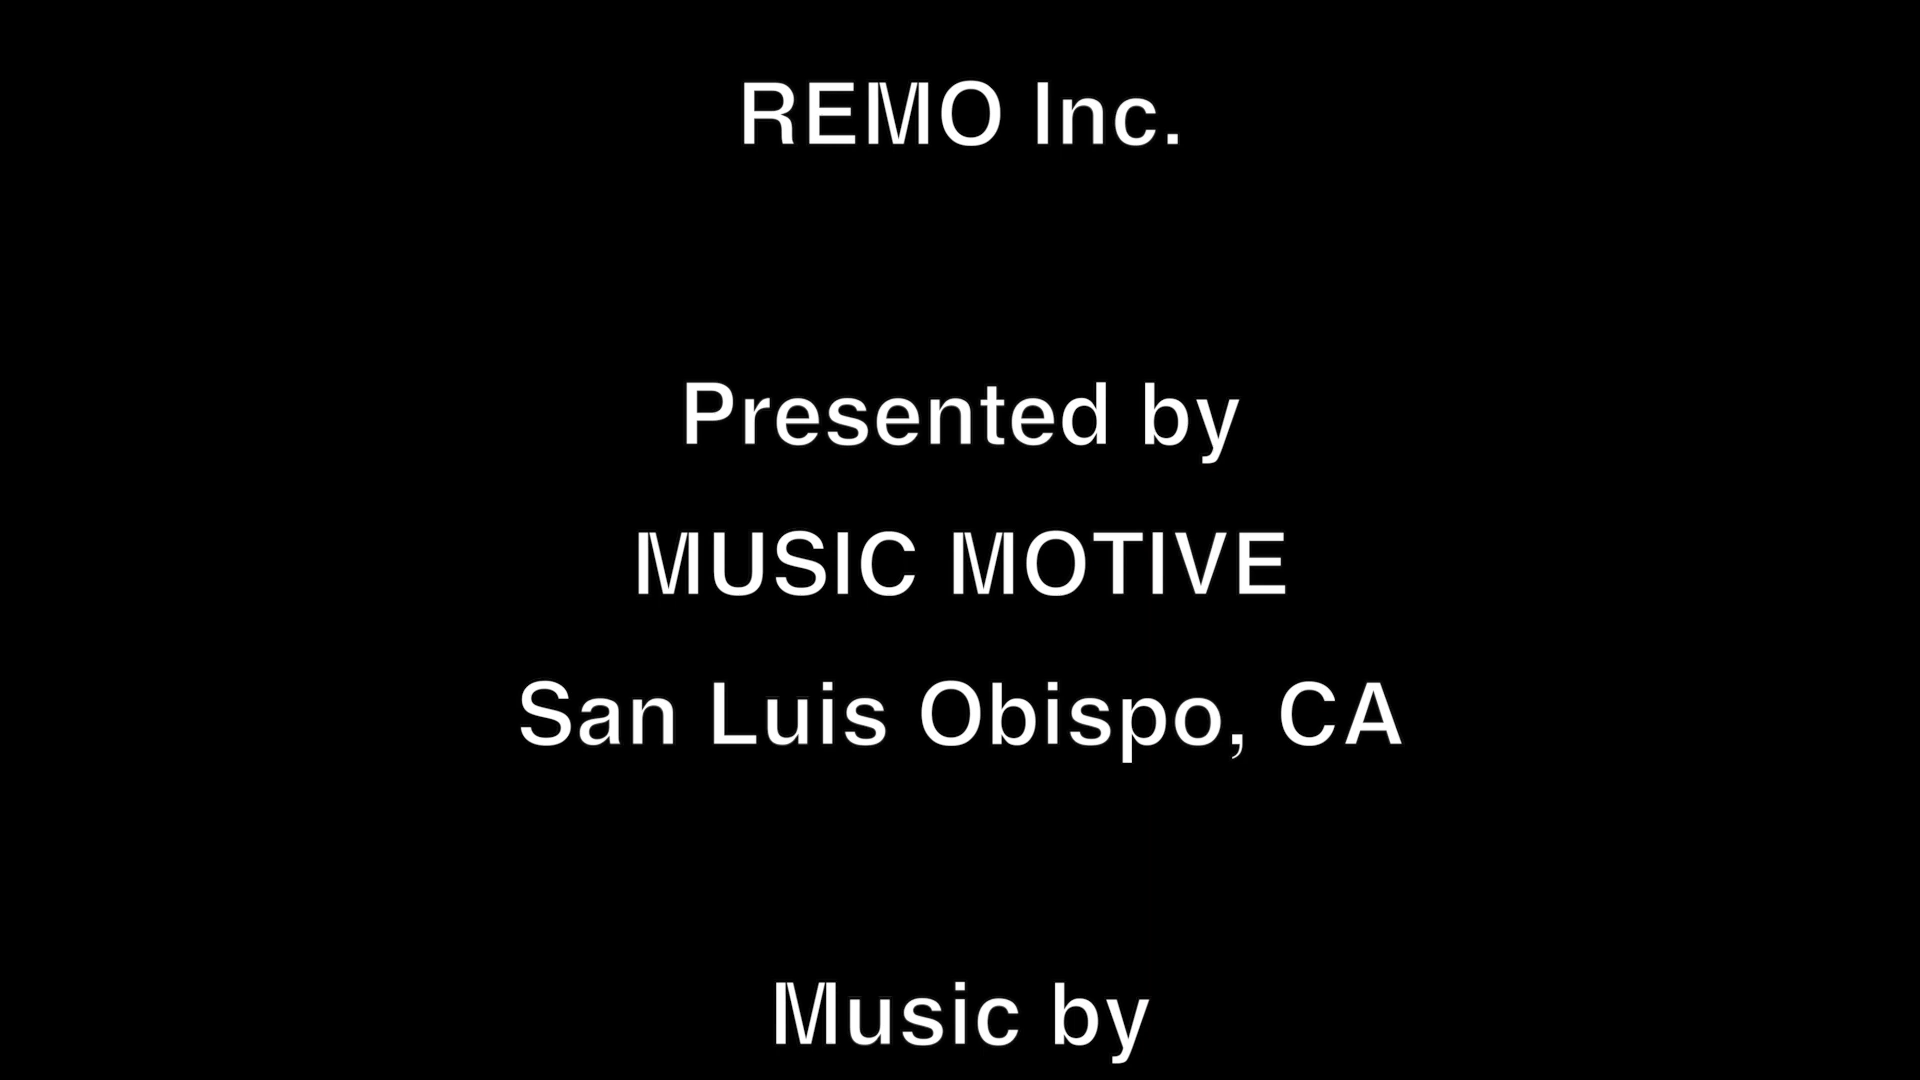 REMO Inc.
Presented by
MUSIC MOTIVE
San Luis Obispo, CA
Music by